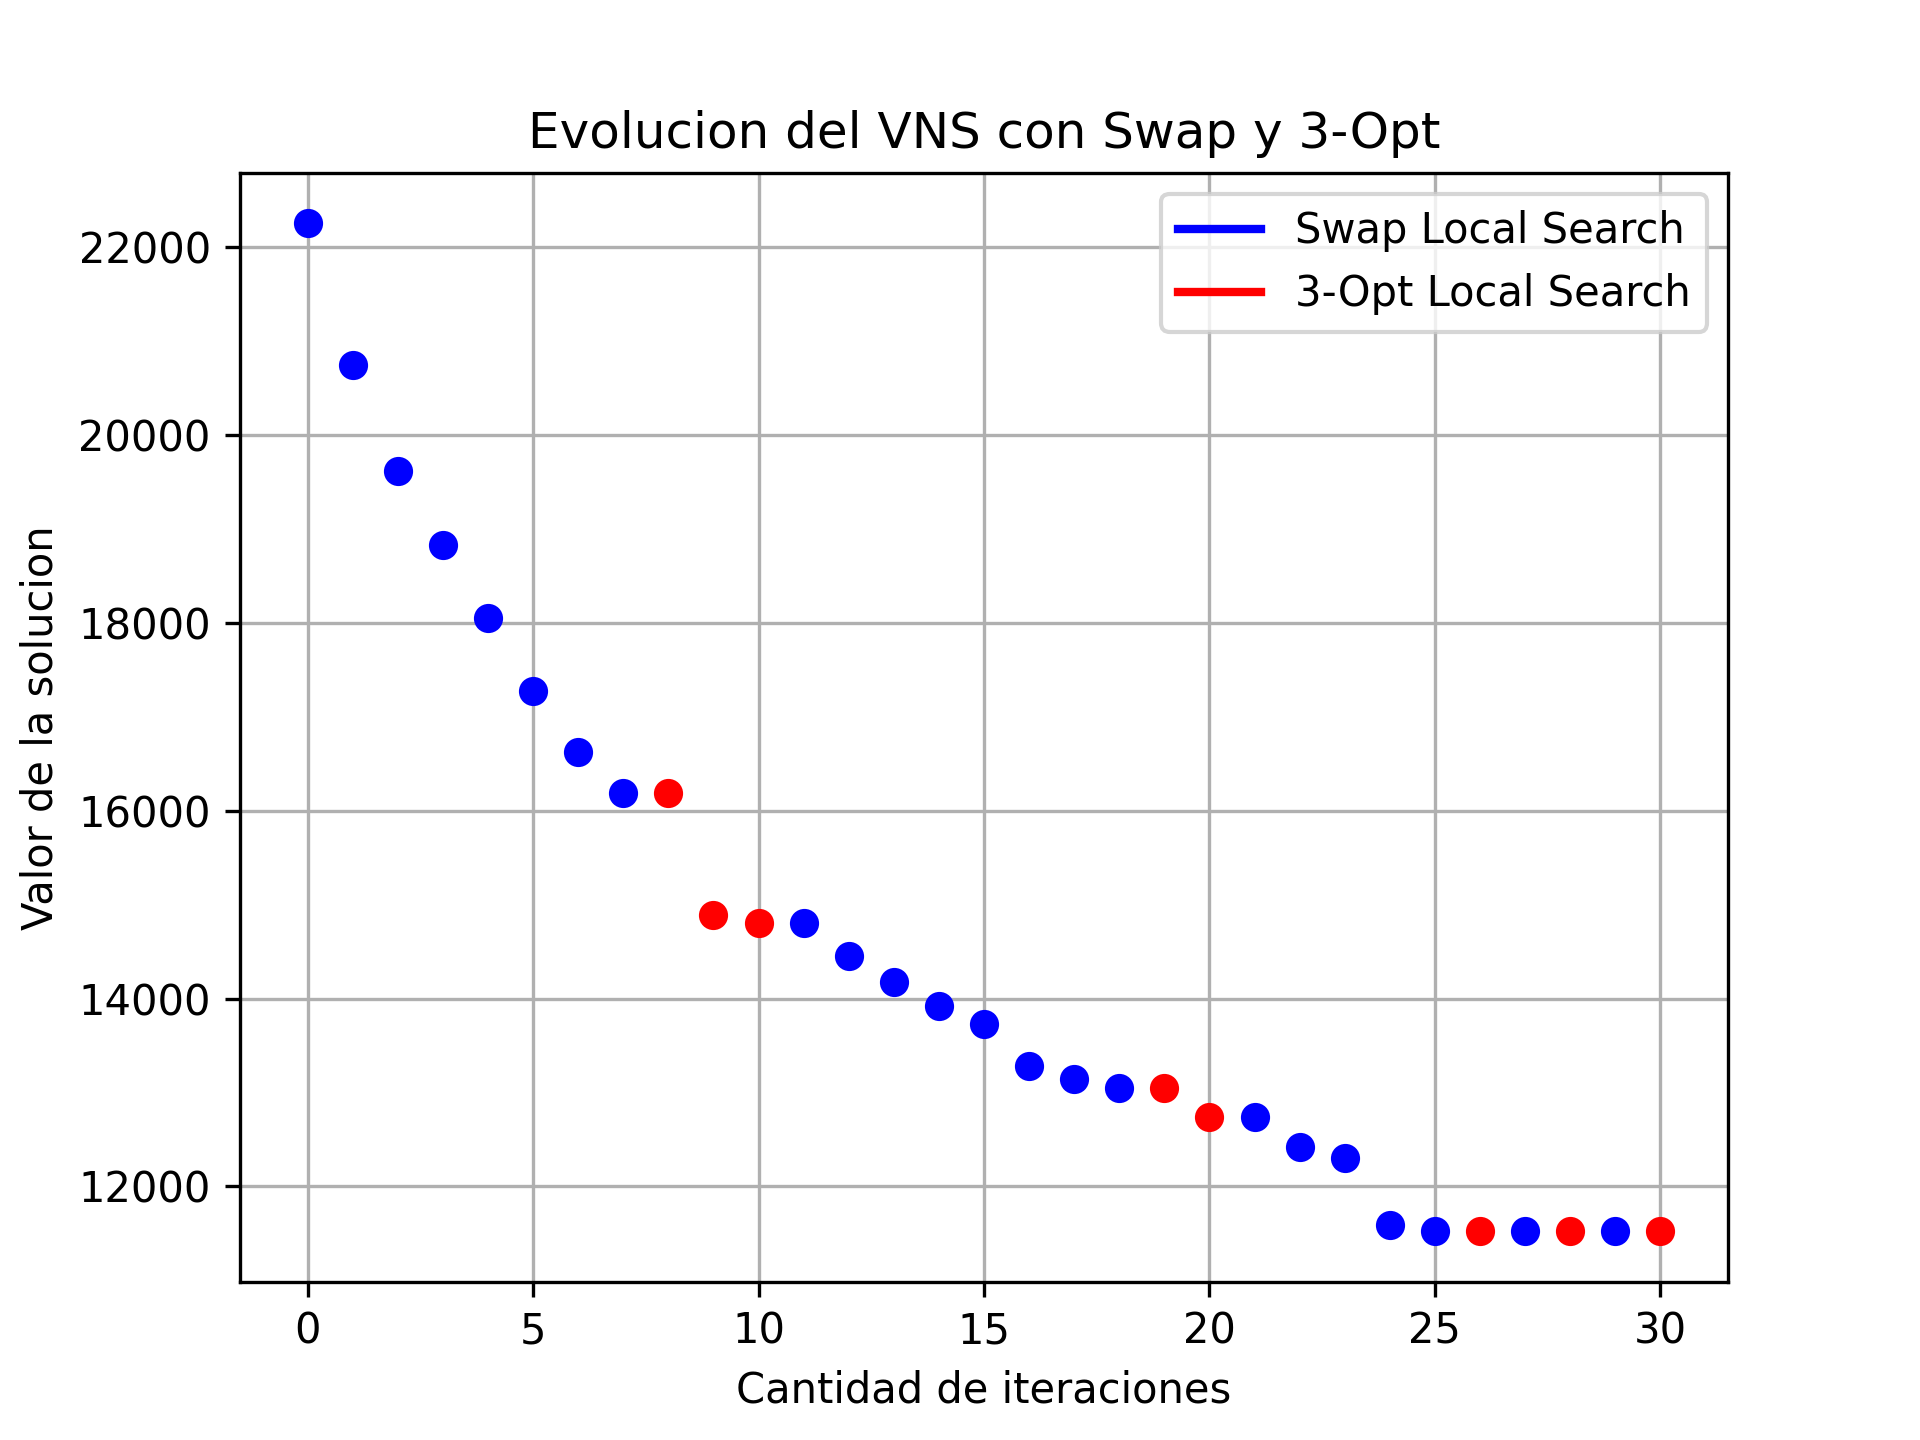 Evolucion del VNS con Swap y 3-Opt
Swap Local Search
3-Opt Local Search
Valor de la solucion
22000
20000
18000
16000
14000
12000
0 5 10 15 20 25 30
Cantidad de iteraciones